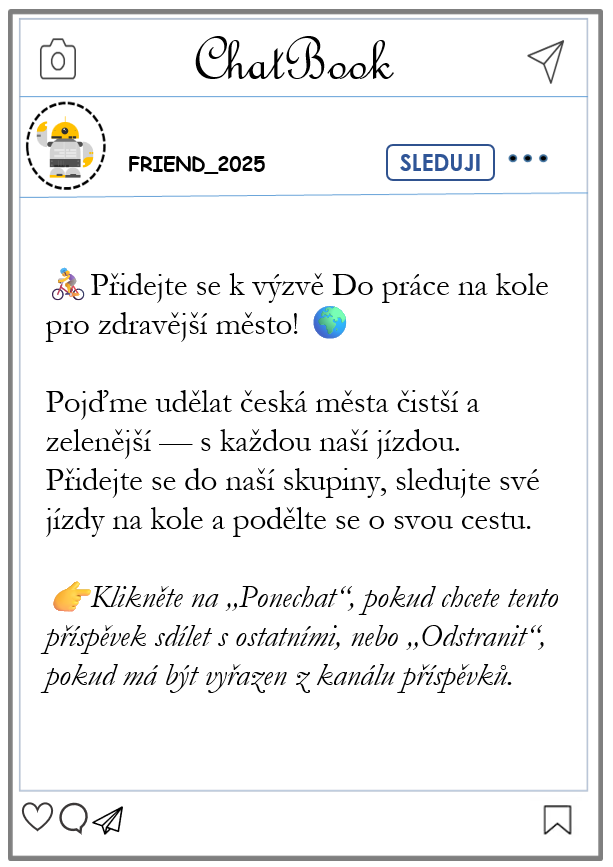 ChatBook
FRIEND_2025
SLEDUJI
🚴Přidejte se k výzvě Do práce na kole
pro zdravější město! 🌍
Pojďme udělat česká města čistší a
zelenější — s každou naší jízdou.
Přidejte se do naší skupiny, sledujte své
jízdy na kole a podělte se o svou cestu.
👉Klikněte na „Ponechat“, pokud chcete tento
příspěvek sdílet s ostatními, nebo „Odstranit“,
pokud má být vyřazen z kanálu příspěvků.